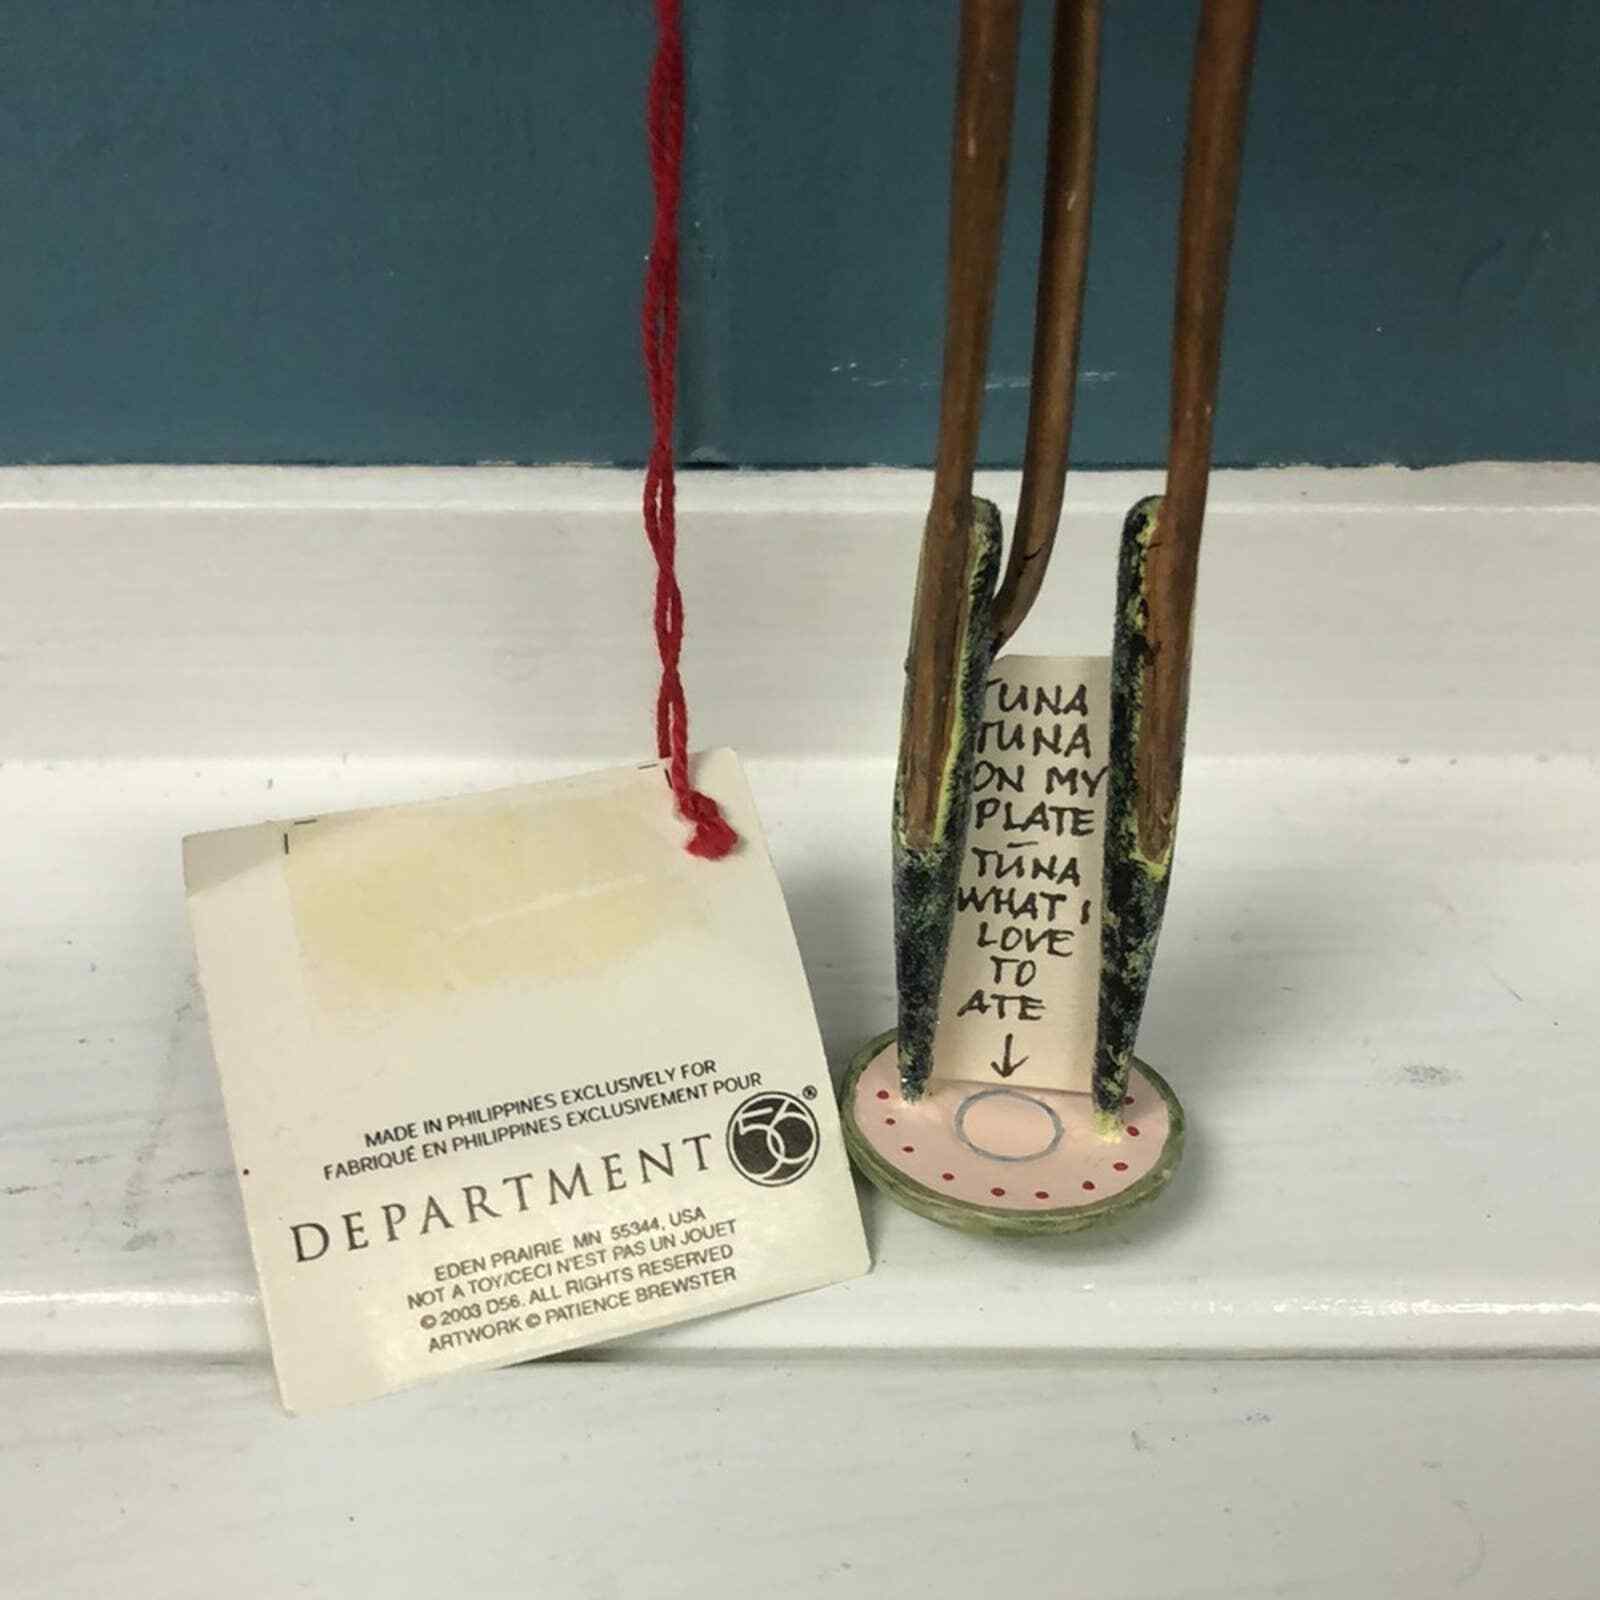 MADE IN PHILIPPINES EXCLUSIVELY FOR
FABRIQUÉ EN PHILIPPINES EXCLUSIVEMENT POUR
DEPARTMENT 56®
EDEN PRAIRIE MN 55344, USA
NOT A TOY/CECI N'EST PAS UN JOUET
© 2003 D56. ALL RIGHTS RESERVED
ARTWORK © PATIENCE BREWSTER
TUNA
TUNA
ON MY
PLATE
—
TUNA
WHAT I
LOVE
TO
ATE
↓